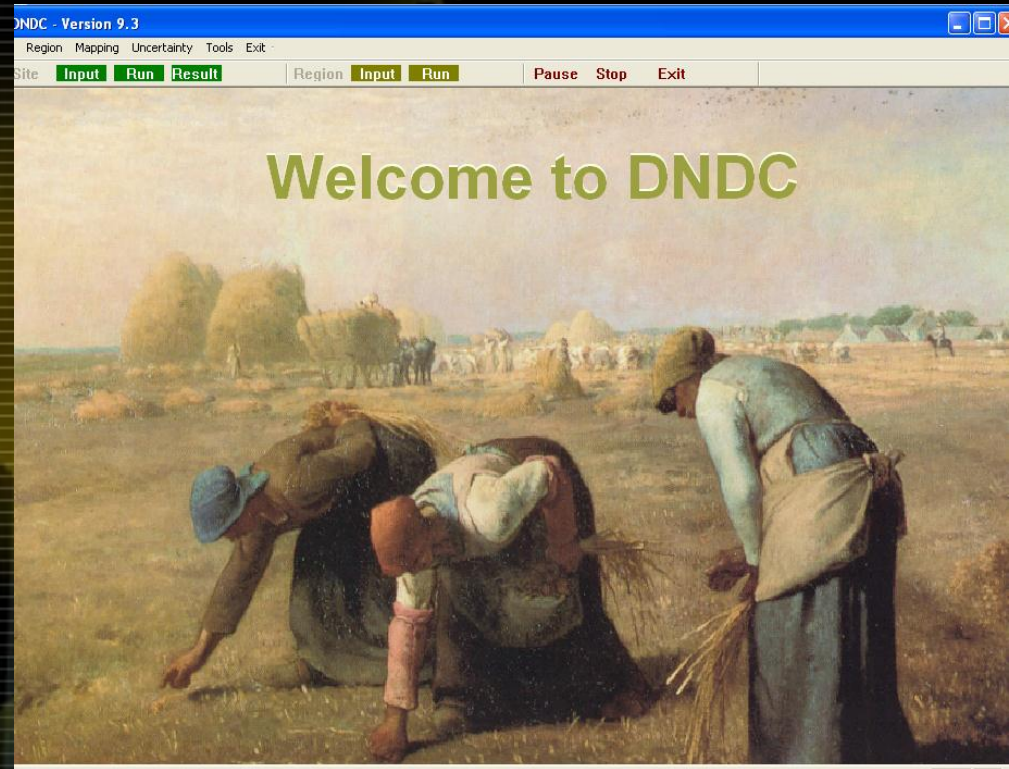 DNDC - Version 9.3
Region Mapping Uncertainty Tools Exit
Site Input Run Result Region Input Run Pause Stop Exit
Welcome to DNDC